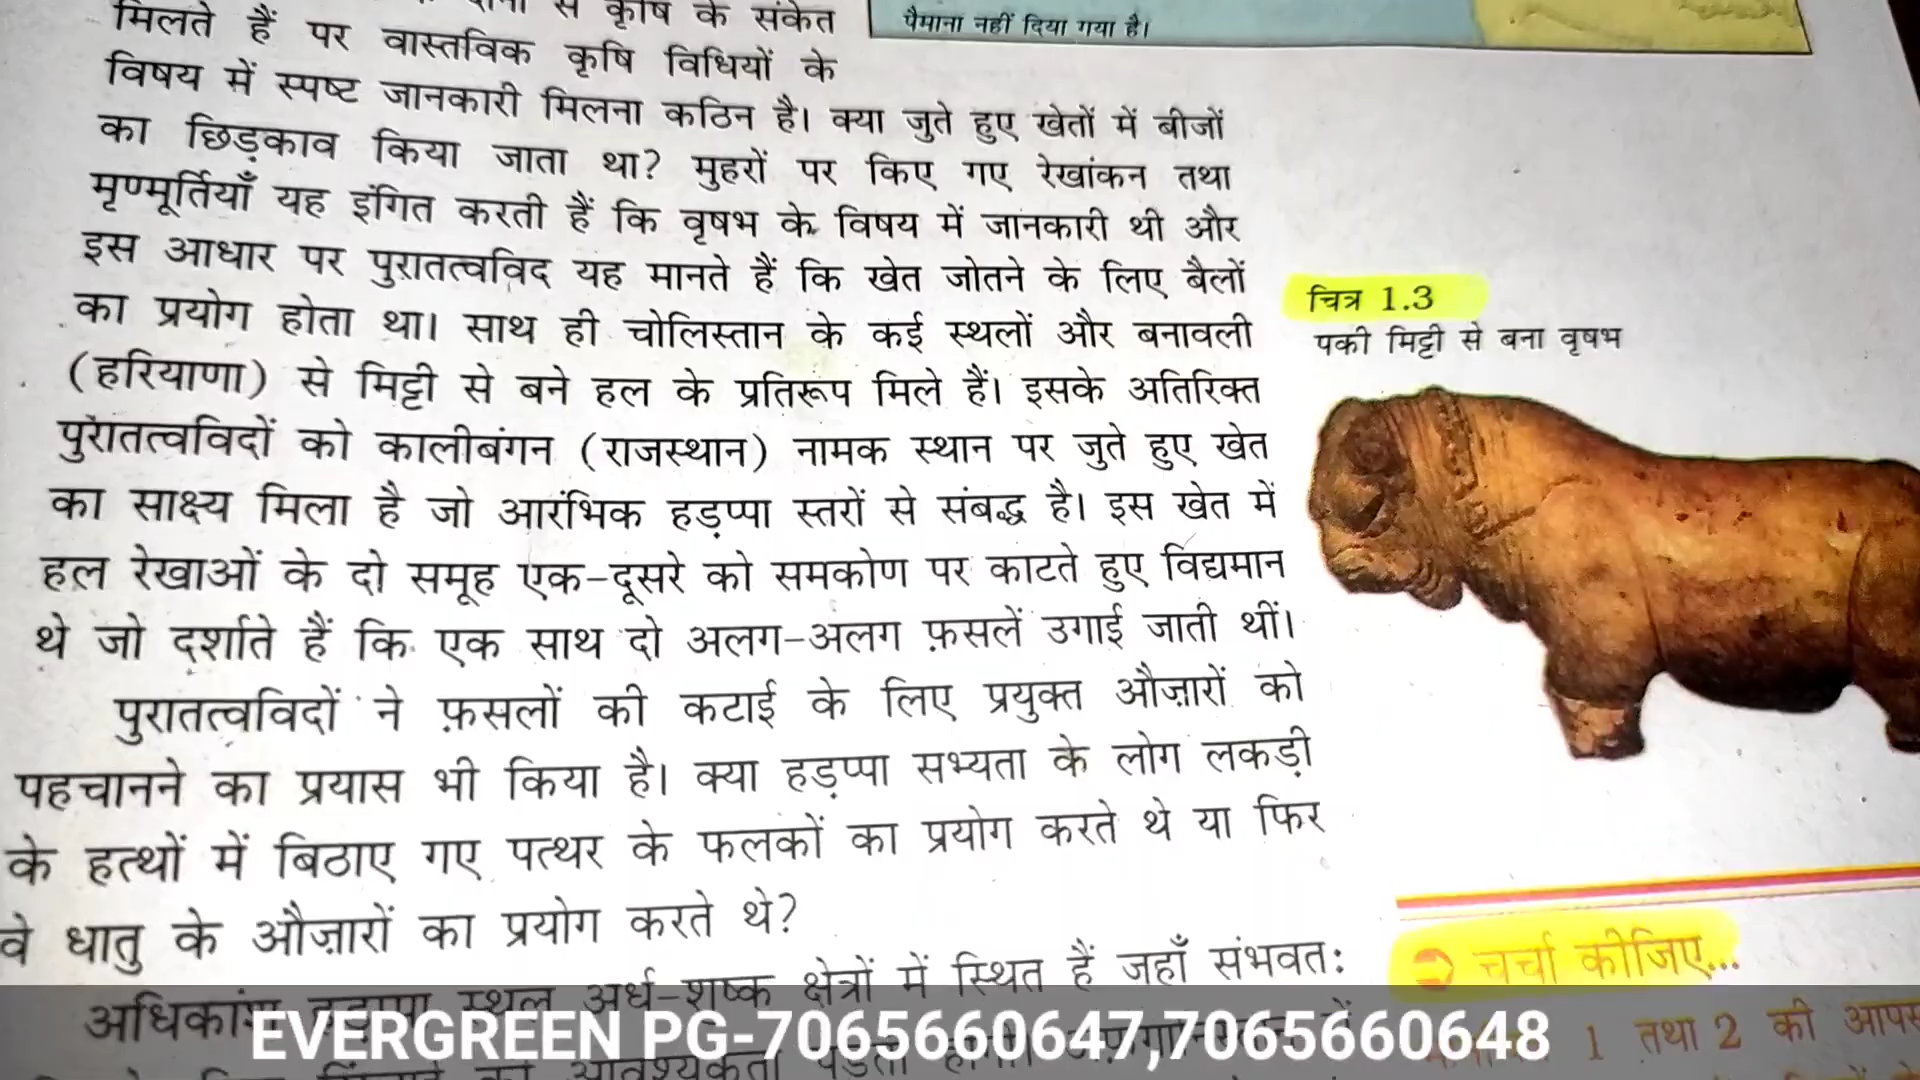 से कृषि के संकेत
मिलते हैं पर वास्तविक कृषि विधियों के
विषय में स्पष्ट जानकारी मिलना कठिन है। क्या जुते हुए खेतों में बीजों
का छिड़काव किया जाता था? मुहरों पर किए गए रेखांकन तथा
मृण्मूर्तियाँ यह इंगित करती हैं कि वृषभ के विषय में जानकारी थी और
इस आधार पर पुरातत्वविद यह मानते हैं कि खेत जोतने के लिए बैलों
का प्रयोग होता था। साथ ही चोलिस्तान के कई स्थलों और बनावली
(हरियाणा) से मिट्टी से बने हल के प्रतिरूप मिले हैं। इसके अतिरिक्त
पुरातत्वविदों को कालीबंगन (राजस्थान) नामक स्थान पर जुते हुए खेत
का साक्ष्य मिला है जो आरंभिक हड़प्पा स्तरों से संबद्ध है। इस खेत में
हल रेखाओं के दो समूह एक-दूसरे को समकोण पर काटते हुए विद्यमान
थे जो दर्शाते हैं कि एक साथ दो अलग-अलग फ़सलें उगाई जाती थीं।
पुरातत्वविदों ने फ़सलों की कटाई के लिए प्रयुक्त औज़ारों को
पहचानने का प्रयास भी किया है। क्या हड़प्पा सभ्यता के लोग लकड़ी
के हत्थों में बिठाए गए पत्थर के फलकों का प्रयोग करते थे या फिर
वे धातु के औज़ारों का प्रयोग करते थे?
अधिकांश हड़प्पा स्थल अर्ध-शुष्क क्षेत्रों में स्थित हैं जहाँ संभवतः
पैमाना नहीं दिया गया है।
चित्र 1.3
पकी मिट्टी से बना वृषभ
चर्चा कीजिए...
1 तथा 2 की
EVERGREEN PG-7065660647,7065660648